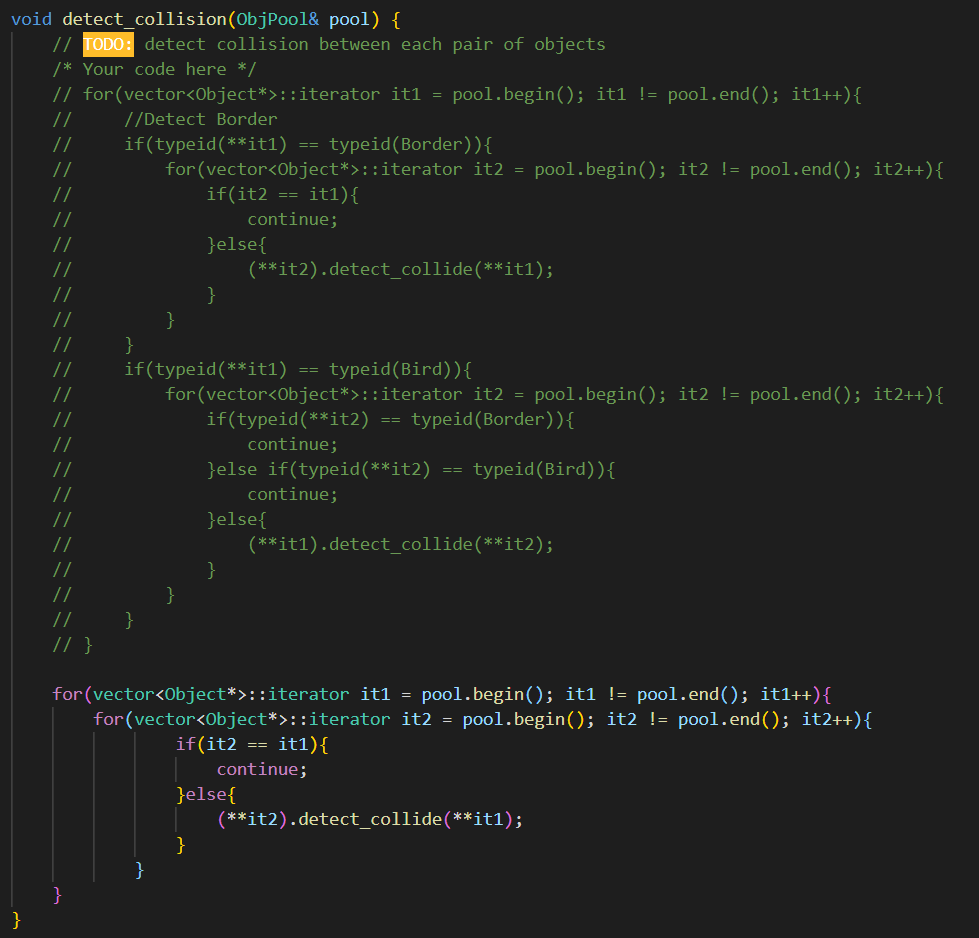 void detect_collision(ObjPool& pool) {
    // TODO: detect collision between each pair of objects
    /* Your code here */
    // for(vector<Object*>::iterator it1 = pool.begin(); it1 != pool.end(); it1++){
    //     //Detect Border
    //     if(typeid(**it1) == typeid(Border)){
    //         for(vector<Object*>::iterator it2 = pool.begin(); it2 != pool.end(); it2++){
    //             if(it2 == it1){
    //                 continue;
    //             }else{
    //                 (**it2).detect_collide(**it1);
    //             }
    //         }
    //     }
    //     if(typeid(**it1) == typeid(Bird)){
    //         for(vector<Object*>::iterator it2 = pool.begin(); it2 != pool.end(); it2++){
    //             if(typeid(**it2) == typeid(Border)){
    //                 continue;
    //             }else if(typeid(**it2) == typeid(Bird)){
    //                 continue;
    //             }else{
    //                 (**it1).detect_collide(**it2);
    //             }
    //         }
    //     }
    // }

    for(vector<Object*>::iterator it1 = pool.begin(); it1 != pool.end(); it1++){
        for(vector<Object*>::iterator it2 = pool.begin(); it2 != pool.end(); it2++){
                if(it2 == it1){
                    continue;
                }else{
                    (**it2).detect_collide(**it1);
                }
            }
    }
}